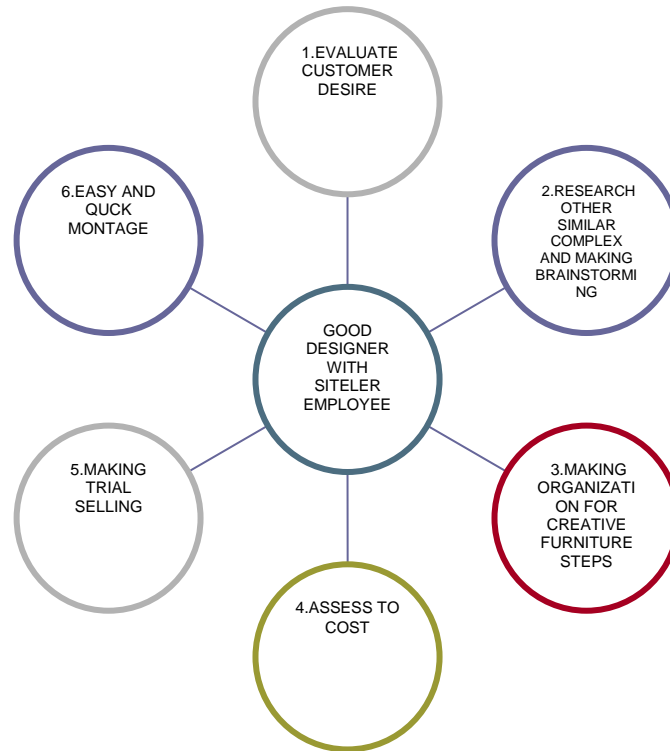 1.EVALUATE
CUSTOMER
DESIRE
2.RESEARCH
OTHER
SIMILAR
COMPLEX
AND MAKING
BRAINSTORMI
NG
3.MAKING
ORGANIZATI
ON FOR
CREATIVE
FURNITURE
STEPS
4.ASSESS TO
COST
5.MAKING
TRIAL
SELLING
6.EASY AND
QUCK
MONTAGE
GOOD
DESIGNER
WITH
SITELER
EMPLOYEE